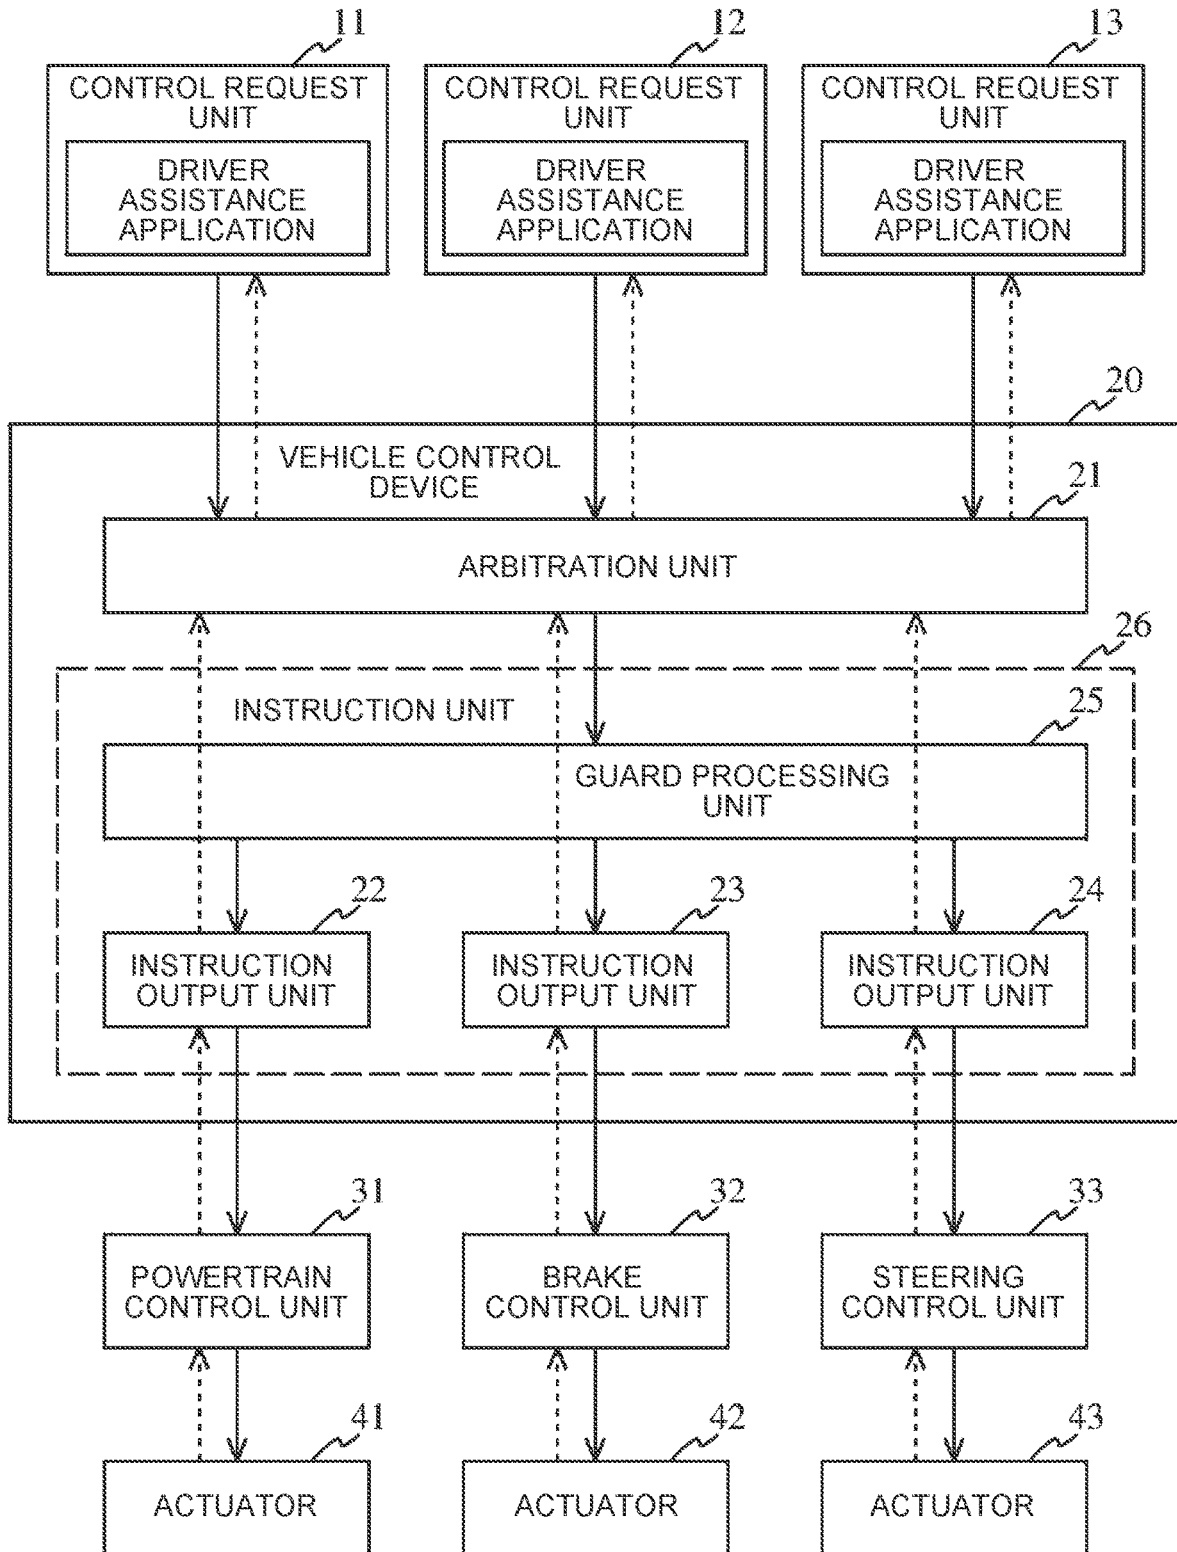 11
12
13
CONTROL REQUEST
UNIT
DRIVER
ASSISTANCE
APPLICATION
CONTROL REQUEST
UNIT
DRIVER
ASSISTANCE
APPLICATION
CONTROL REQUEST
UNIT
DRIVER
ASSISTANCE
APPLICATION
20
VEHICLE CONTROL
DEVICE
21
ARBITRATION UNIT
26
INSTRUCTION UNIT
25
GUARD PROCESSING
UNIT
22
23
24
INSTRUCTION
OUTPUT UNIT
INSTRUCTION
OUTPUT UNIT
INSTRUCTION
OUTPUT UNIT
31
32
33
POWERTRAIN
CONTROL UNIT
BRAKE
CONTROL UNIT
STEERING
CONTROL UNIT
41
42
43
ACTUATOR
ACTUATOR
ACTUATOR